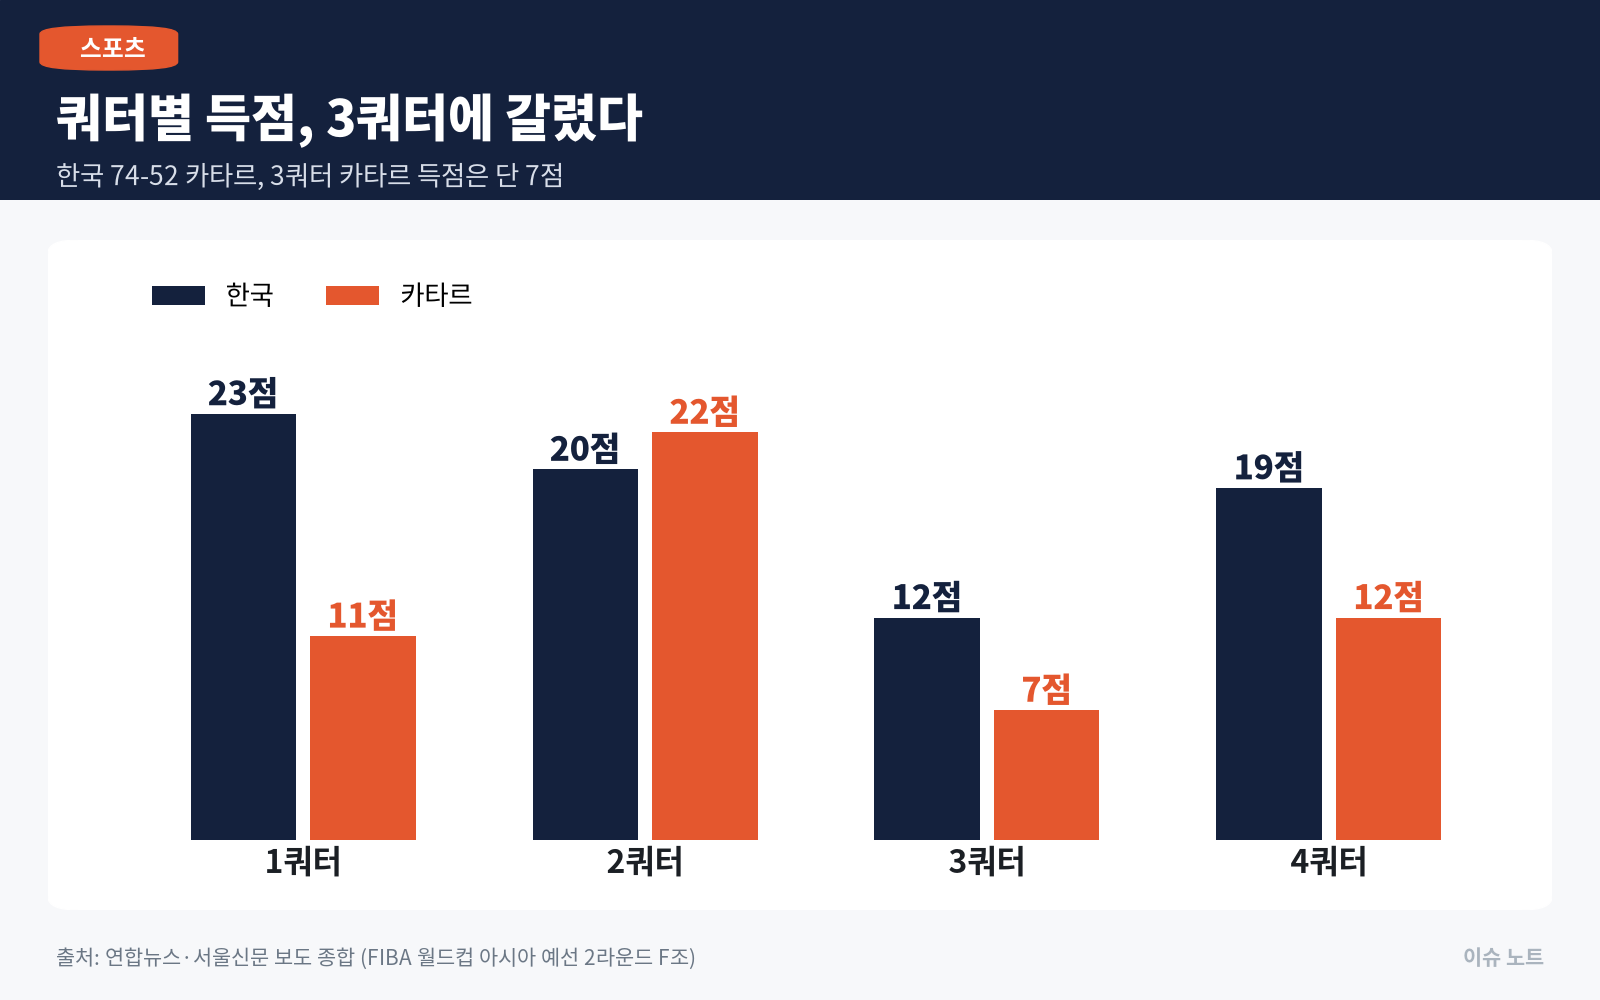 스포츠
쿼터별 득점, 3쿼터에 갈렸다
한국 74-52 카타르, 3쿼터 카타르 득점은 단 7점
한국 카타르
23점 11점
20점 22점
12점 7점
19점 12점
1쿼터 2쿼터 3쿼터 4쿼터
출처: 연합뉴스·서울신문 보도 종합 (FIBA 월드컵 아시아 예선 2라운드 F조)
이슈 노트